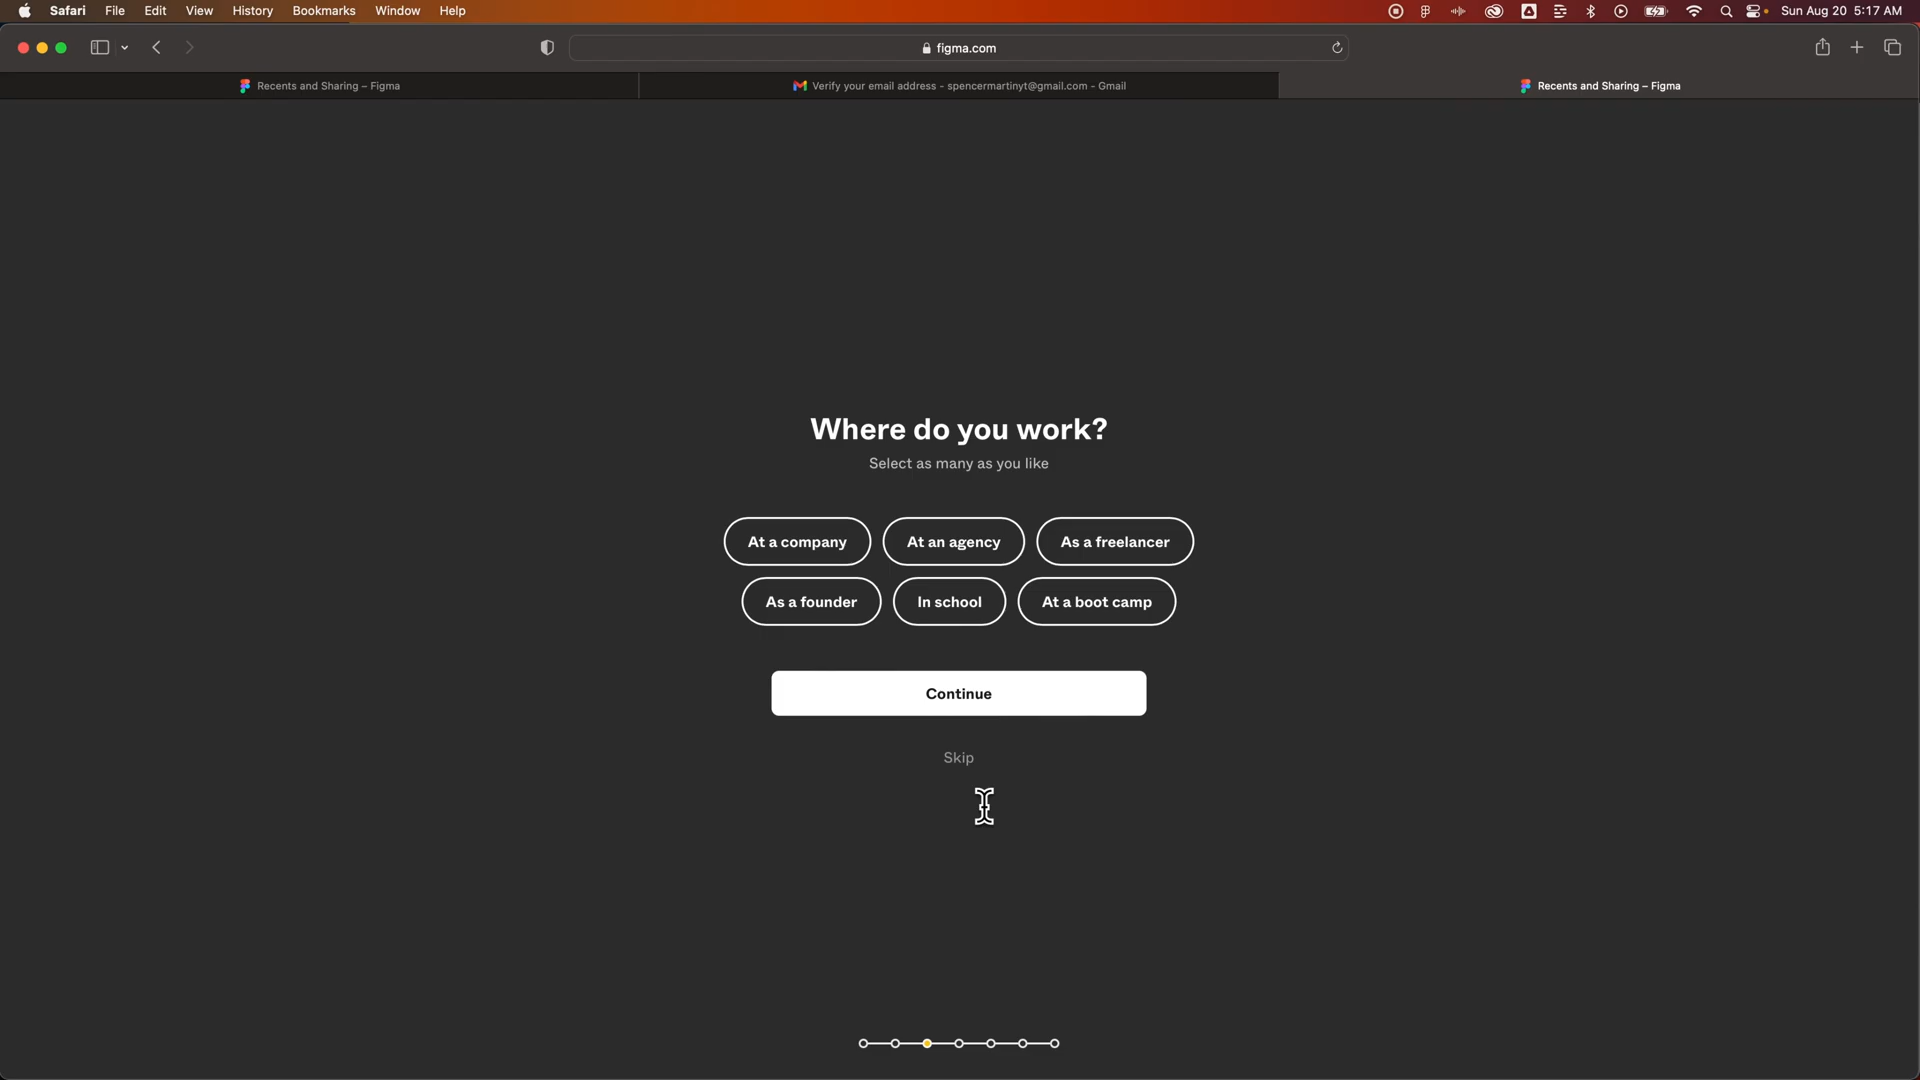 Safari File Edit View History Bookmarks Window Help Sun Aug 20 5:17 AM
figma.com
Recents and Sharing – Figma
Verify your email address - spencermartinyt@gmail.com - Gmail
Recents and Sharing – Figma
Where do you work?
Select as many as you like
At a company
At an agency
As a freelancer
As a founder
In school
At a boot camp
Continue
Skip